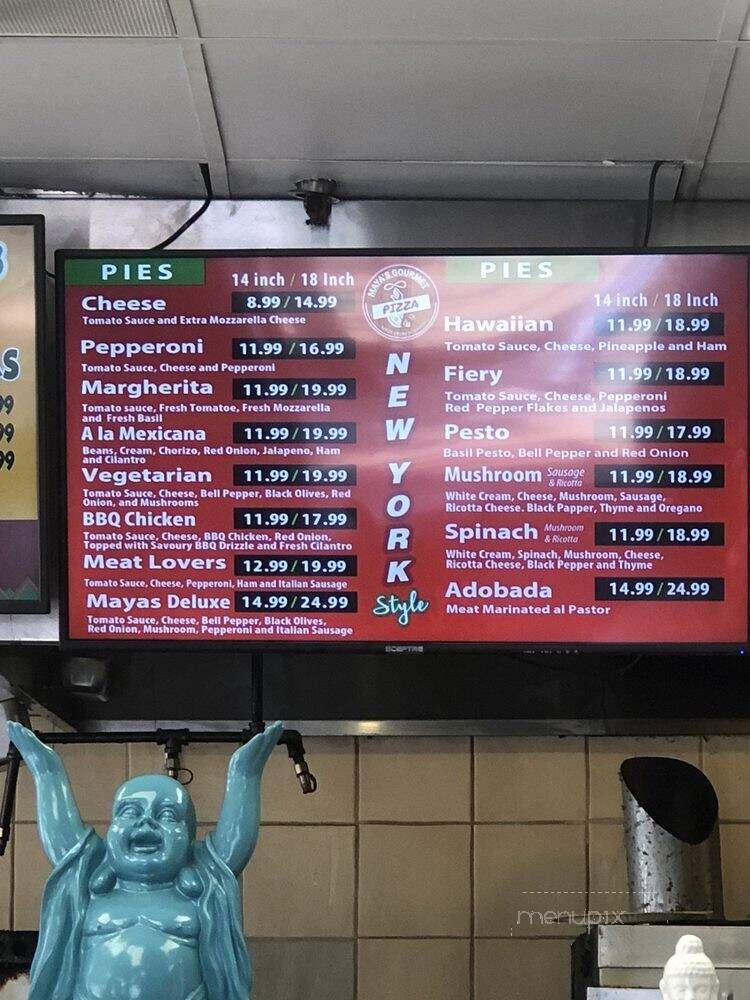 PIES
14 inch / 18 Inch
Cheese 8.99 / 14.99
Tomato Sauce and Extra Mozzarella Cheese
Pepperoni 11.99 / 16.99
Tomato Sauce, Cheese and Pepperoni
Margherita 11.99 / 19.99
Tomato sauce, Fresh Tomatoe, Fresh Mozzarella
and Fresh Basil
A la Mexicana 11.99 / 19.99
Beans, Cream, Chorizo, Red Onion, Jalapeno, Ham
and Cilantro
Vegetarian 11.99 / 19.99
Tomato Sauce, Cheese, Bell Pepper, Black Olives, Red
Onion, and Mushrooms
BBQ Chicken 11.99 / 17.99
Tomato Sauce, Cheese, BBQ Chicken, Red Onion,
Topped with Savoury BBQ Drizzle and Fresh Cilantro
Meat Lovers 12.99 / 19.99
Tomato Sauce, Cheese, Pepperoni, Ham and Italian Sausage
Mayas Deluxe 14.99 / 24.99
Tomato Sauce, Cheese, Bell Pepper, Black Olives,
Red Onion, Mushroom, Pepperoni and Italian Sausage
MAYA'S GOURMET
PIZZA
NEW YORK
Style
PIES
14 inch / 18 Inch
Hawaiian 11.99 / 18.99
Tomato Sauce, Cheese, Pineapple and Ham
Fiery 11.99 / 18.99
Tomato Sauce, Cheese, Pepperoni
Red Pepper Flakes and Jalapenos
Pesto 11.99 / 17.99
Basil Pesto, Bell Pepper and Red Onion
Mushroom Sausage & Ricotta 11.99 / 18.99
White Cream, Cheese, Mushroom, Sausage,
Ricotta Cheese. Black Papper, Thyme and Oregano
Spinach Mushroom & Ricotta 11.99 / 18.99
White Cream, Spinach, Mushroom, Cheese,
Ricotta Cheese, Black Pepper and Thyme
Adobada 14.99 / 24.99
Meat Marinated al Pastor
SCEPTRE
menupix